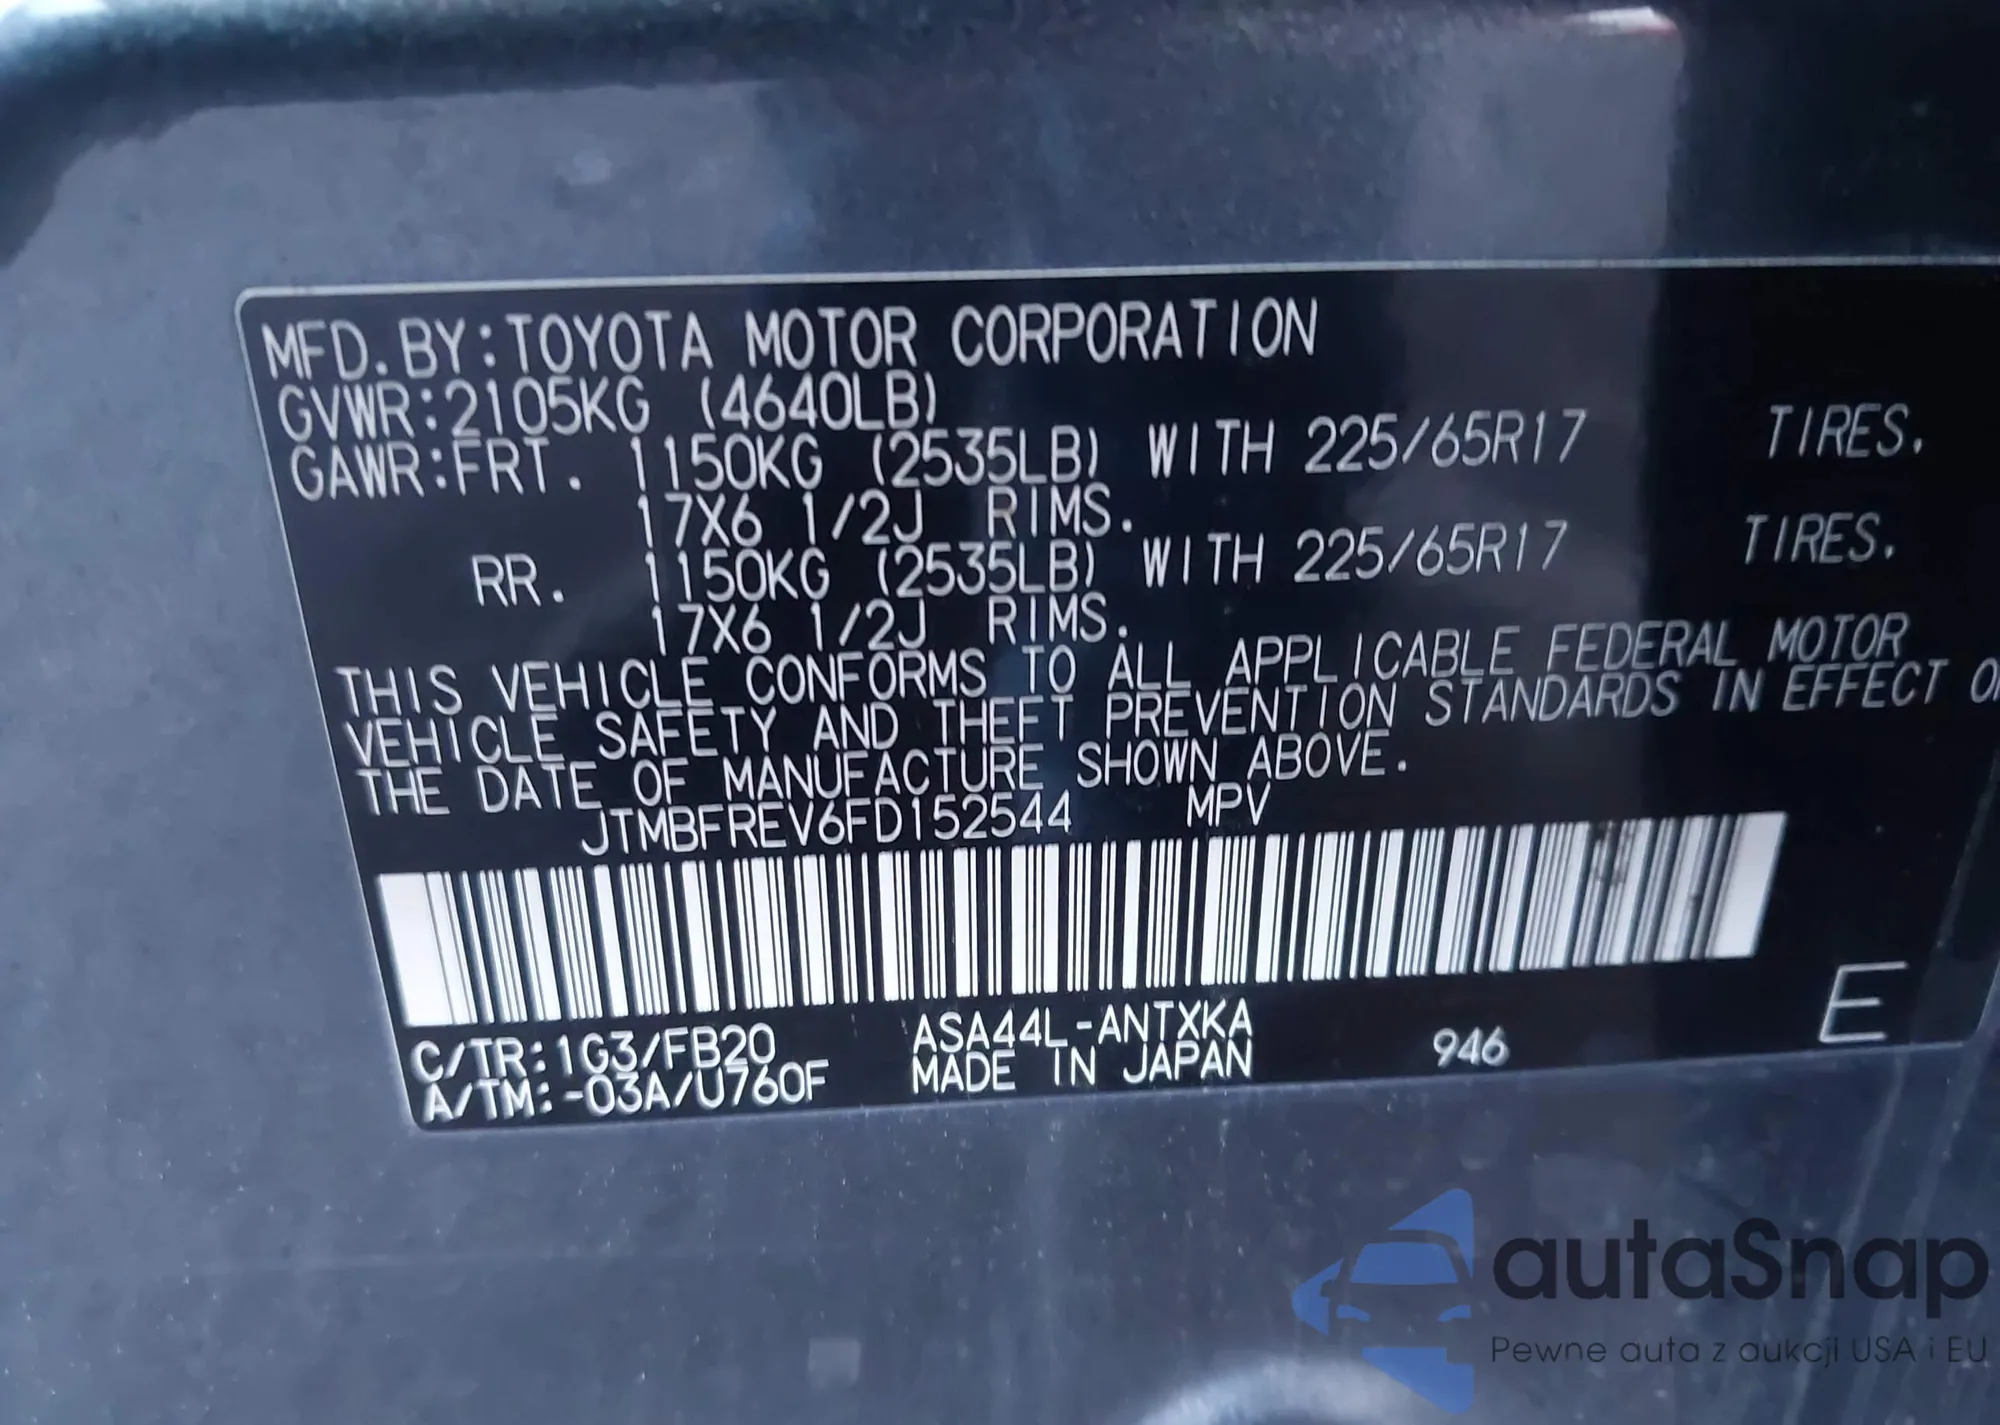 MFD.BY:TOYOTA MOTOR CORPORATION
GVWR:2105KG (4640LB)
GAWR:FRT. 1150KG (2535LB) WITH 225/65R17 TIRES.
17X6 1/2J RIMS.
RR. 1150KG (2535LB) WITH 225/65R17 TIRES.
17X6 1/2J RIMS.
THIS VEHICLE CONFORMS TO ALL APPLICABLE FEDERAL MOTOR
VEHICLE SAFETY AND THEFT PREVENTION STANDARDS IN EFFECT
THE DATE OF MANUFACTURE SHOWN ABOVE.
JTMBFREV6FD152544 MPV
C/TR:1G3/FB20 ASA44L-ANTXKA 946 E
A/TM:-03A/U760F MADE IN JAPAN
autaSnap
Pewne auta z aukcji USA i EU